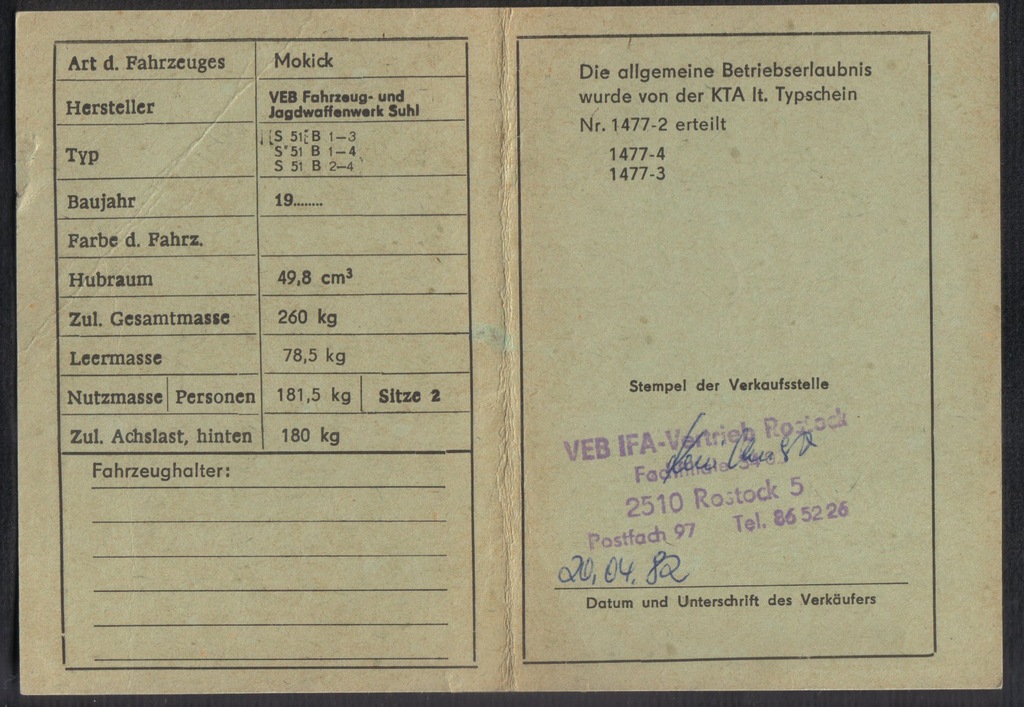 Art d. Fahrzeuges Mokick
Hersteller VEB Fahrzeug- und
Jagdwaffenwerk Suhl
Typ S 51 B 1-3
S 51 B 1-4
S 51 B 2-4
Baujahr 19........
Farbe d. Fahrz.
Hubraum 49,8 cm³
Zul. Gesamtmasse 260 kg
Leermasse 78,5 kg
Nutzmasse Personen 181,5 kg Sitze 2
Zul. Achslast, hinten 180 kg
Fahrzeughalter:
Die allgemeine Betriebserlaubnis
wurde von der KTA lt. Typschein
Nr. 1477-2 erteilt
1477-4
1477-3
Stempel der Verkaufsstelle
VEB IFA-Vertrieb Rostock
Fachfiliale
2510 Rostock 5
Postfach 97 Tel. 86 52 26
20.04.82
Datum und Unterschrift des Verkäufers